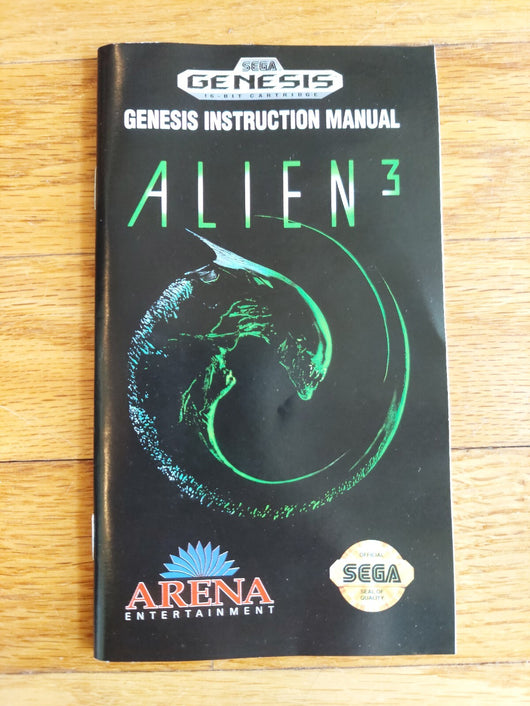 SEGA
GENESIS
16-BIT CARTRIDGE
GENESIS INSTRUCTION MANUAL
ALIEN 3
ARENA
ENTERTAINMENT
OFFICIAL
SEGA
SEAL OF
QUALITY